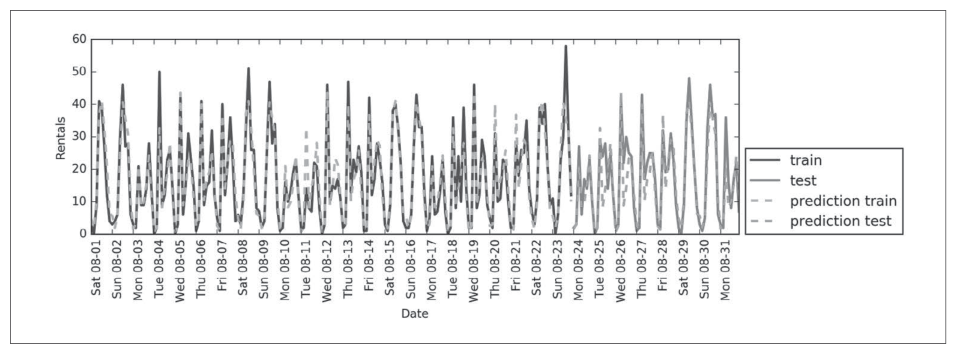 60
50
40
30
20
10
0
Rentals
Sat 08-01
Sun 08-02
Mon 08-03
Tue 08-04
Wed 08-05
Thu 08-06
Fri 08-07
Sat 08-08
Sun 08-09
Mon 08-10
Tue 08-11
Wed 08-12
Thu 08-13
Fri 08-14
Sat 08-15
Sun 08-16
Mon 08-17
Tue 08-18
Wed 08-19
Thu 08-20
Fri 08-21
Sat 08-22
Sun 08-23
Mon 08-24
Tue 08-25
Wed 08-26
Thu 08-27
Fri 08-28
Sat 08-29
Sun 08-30
Mon 08-31
Date
train
test
prediction train
prediction test